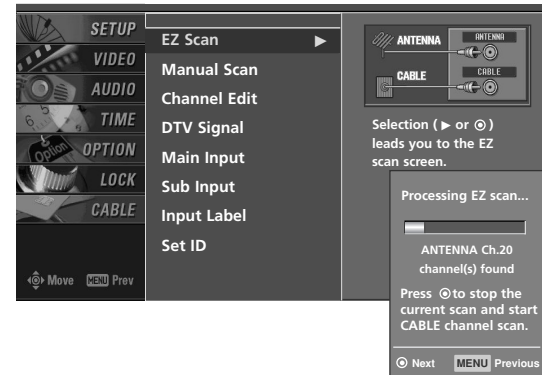 SETUP
VIDEO
AUDIO
TIME
OPTION
LOCK
CABLE
Move MENU Prev
EZ Scan ▶
Manual Scan
Channel Edit
DTV Signal
Main Input
Sub Input
Input Label
Set ID
ANTENNA
ANTENNA
CABLE
CABLE
Selection ( ▶ or ◉ )
leads you to the EZ
scan screen.
Processing EZ scan...
ANTENNA Ch.20
channel(s) found
Press ◉to stop the
current scan and start
CABLE channel scan.
◉ Next MENU Previous